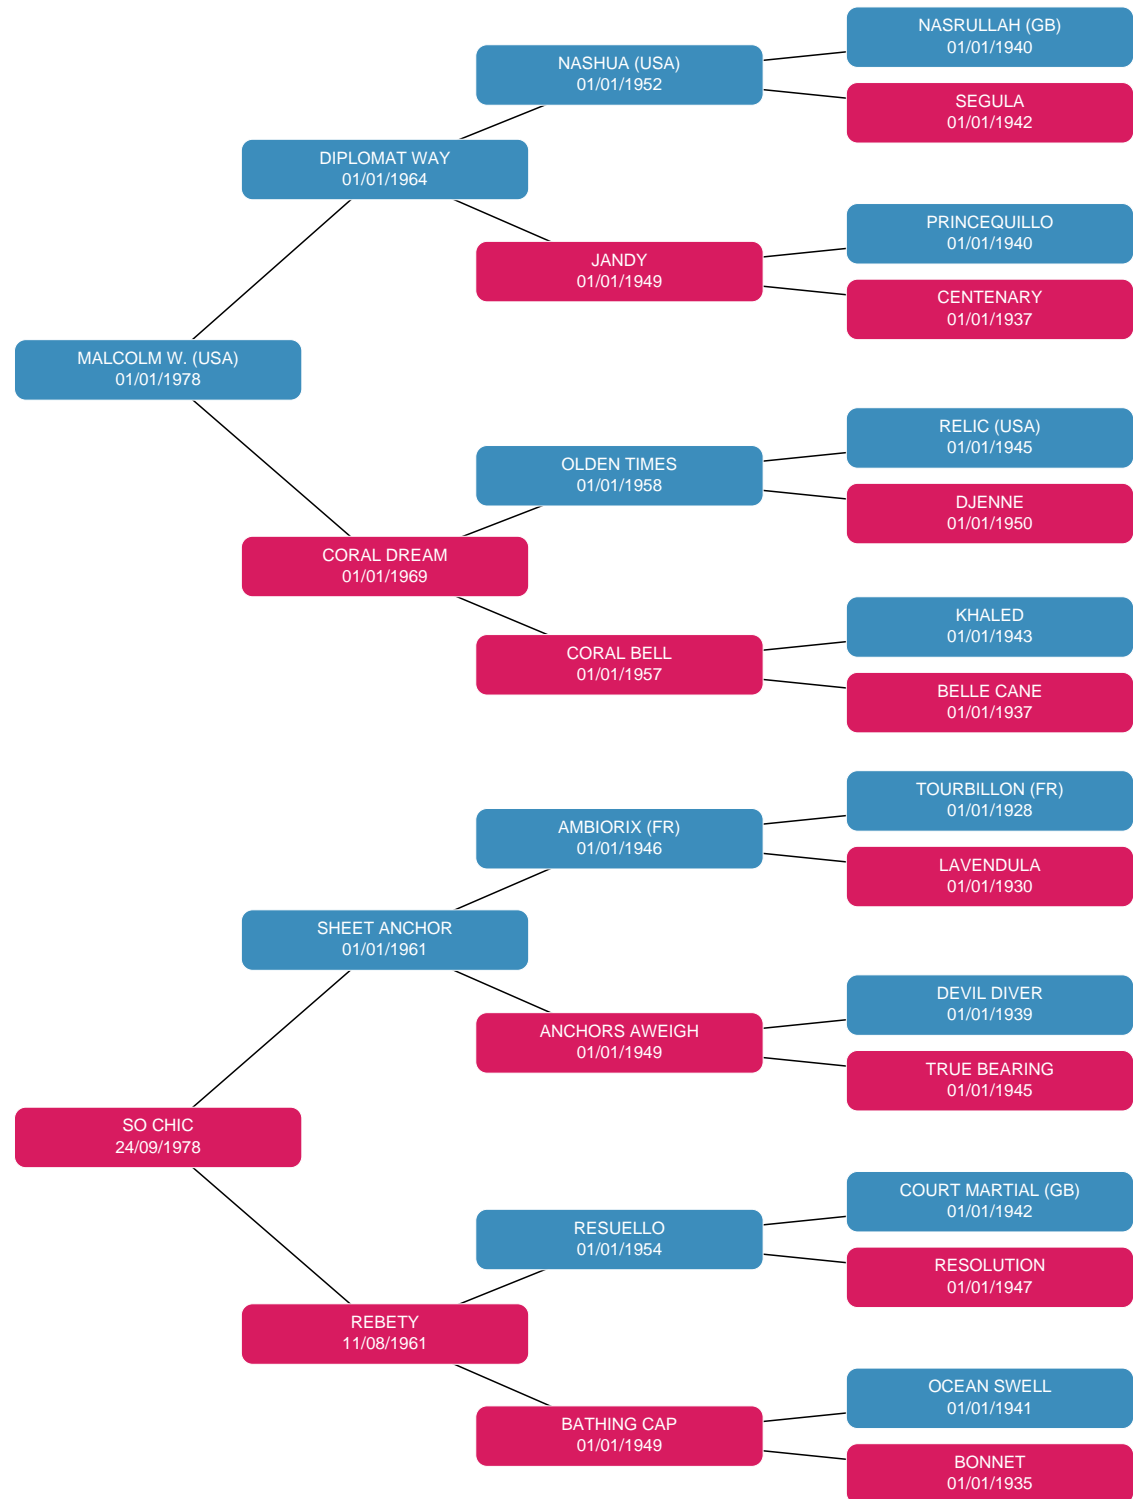 NASRULLAH (GB)
01/01/1940
NASHUA (USA)
01/01/1952
SEGULA
01/01/1942
DIPLOMAT WAY
01/01/1964
PRINCEQUILLO
01/01/1940
JANDY
01/01/1949
CENTENARY
01/01/1937
MALCOLM W. (USA)
01/01/1978
RELIC (USA)
01/01/1945
OLDEN TIMES
01/01/1958
DJENNE
01/01/1950
CORAL DREAM
01/01/1969
KHALED
01/01/1943
CORAL BELL
01/01/1957
BELLE CANE
01/01/1937
TOURBILLON (FR)
01/01/1928
AMBIORIX (FR)
01/01/1946
LAVENDULA
01/01/1930
SHEET ANCHOR
01/01/1961
DEVIL DIVER
01/01/1939
ANCHORS AWEIGH
01/01/1949
TRUE BEARING
01/01/1945
SO CHIC
24/09/1978
COURT MARTIAL (GB)
01/01/1942
RESUELLO
01/01/1954
RESOLUTION
01/01/1947
REBETY
11/08/1961
OCEAN SWELL
01/01/1941
BATHING CAP
01/01/1949
BONNET
01/01/1935